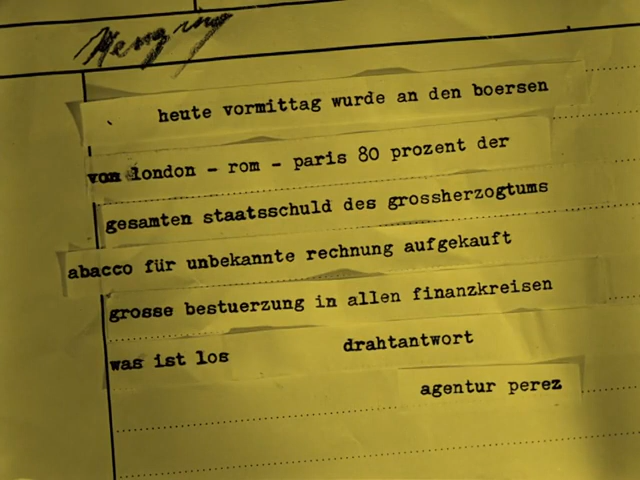 heute vormittag wurde an den boersen
von london - rom - paris 80 prozent der
gesamten staatsschuld des grossherzogtums
abacco für unbekannte rechnung aufgekauft
grosse bestuerzung in allen finanzkreisen
was ist los drahtantwort
agentur perez